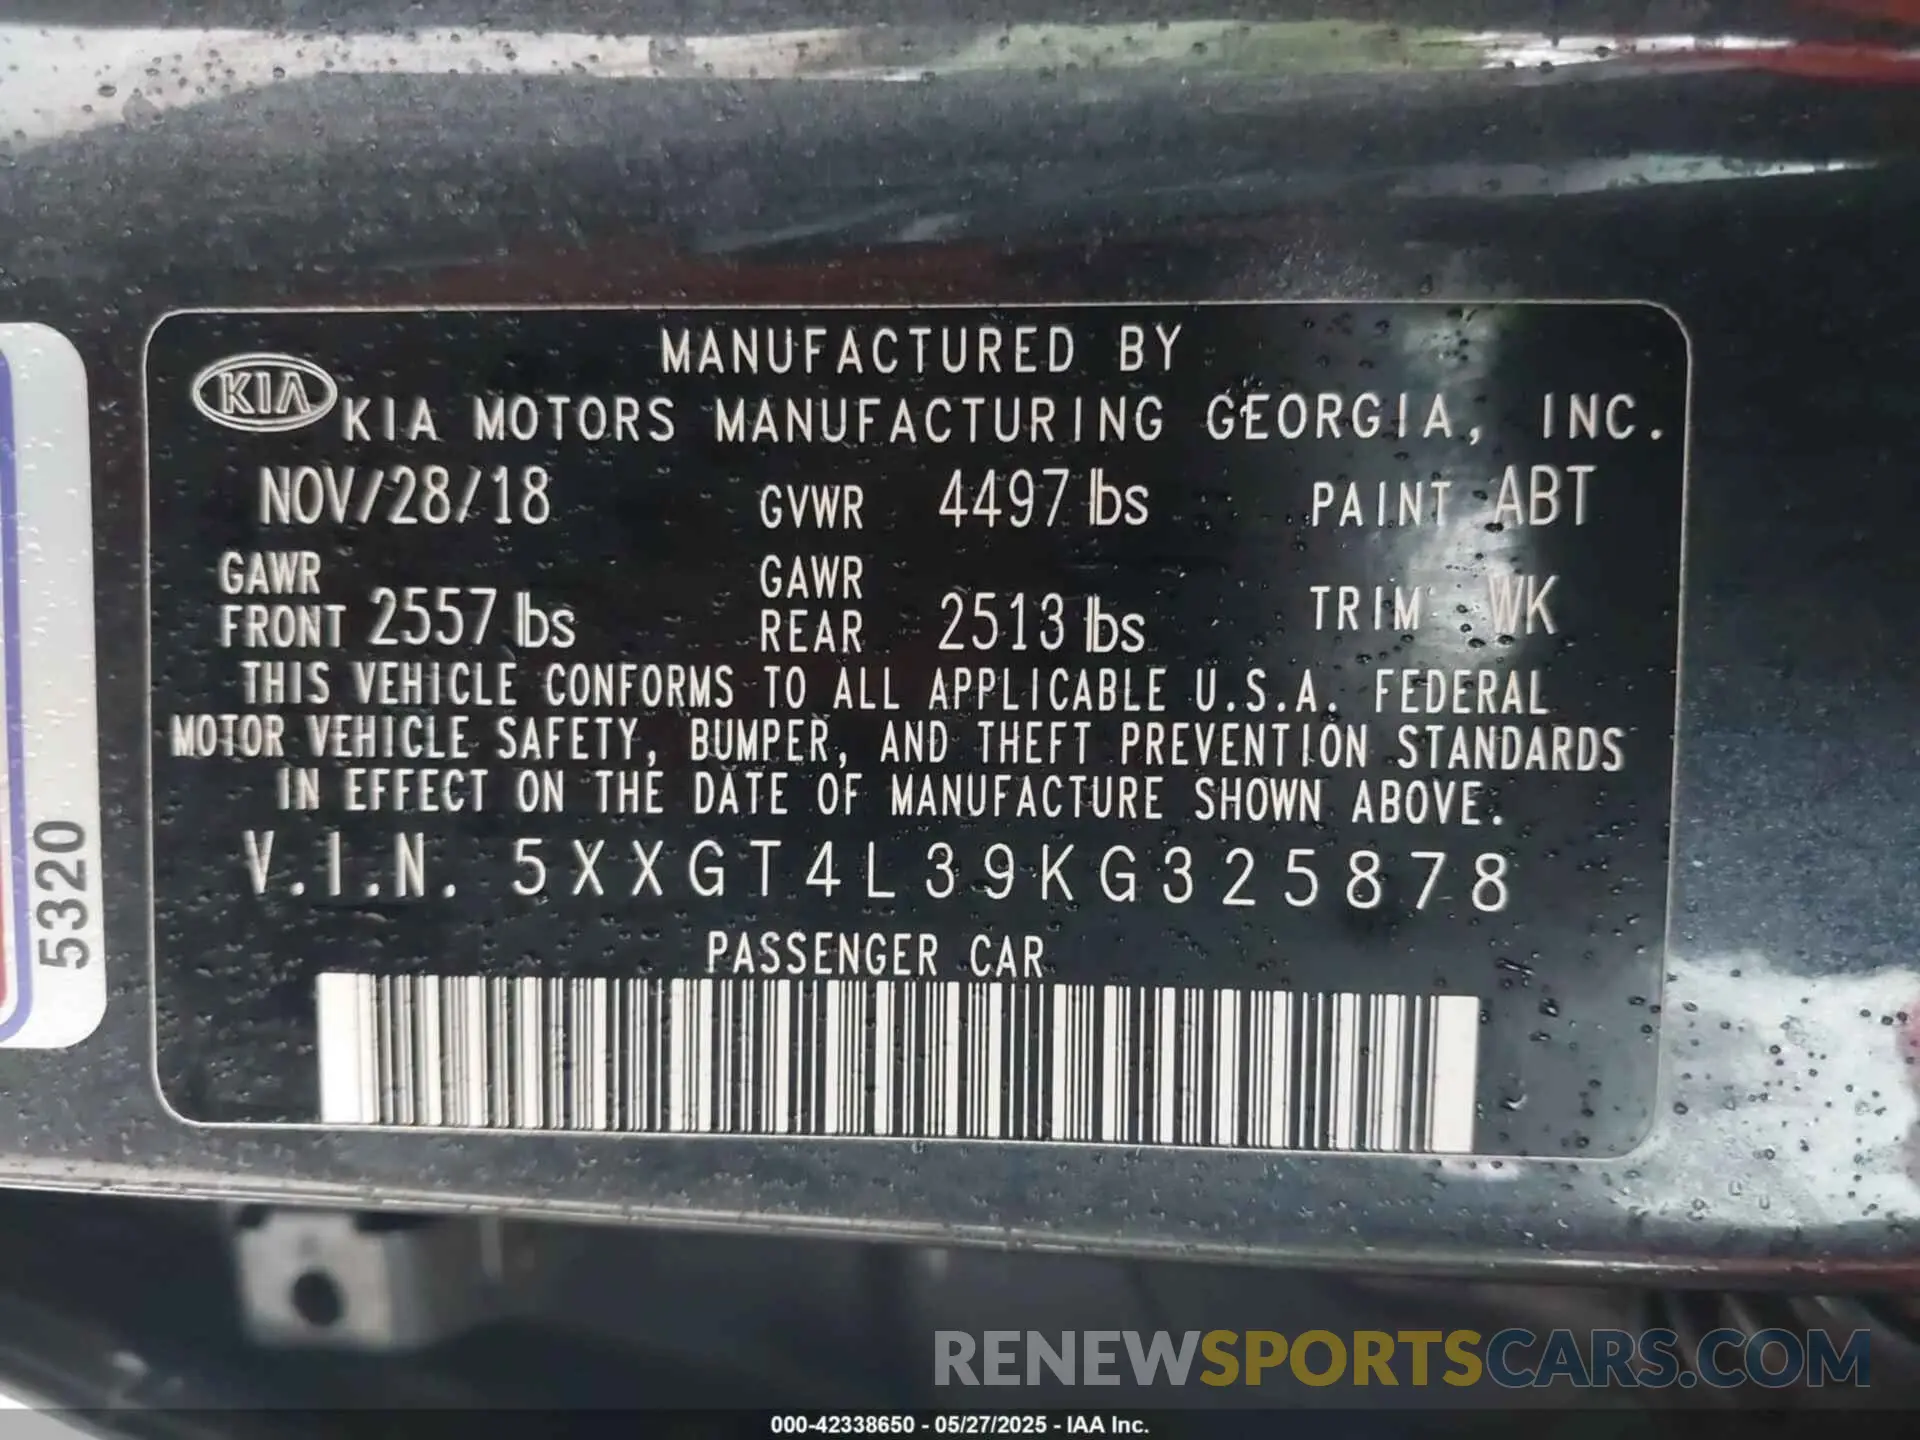 MANUFACTURED BY
KIA
KIA MOTORS MANUFACTURING GEORGIA, INC.
NOV/28/18 GVWR 4497 lbs PAINT ABT
GAWR FRONT 2557 lbs GAWR REAR 2513 lbs TRIM WK
THIS VEHICLE CONFORMS TO ALL APPLICABLE U.S.A. FEDERAL
MOTOR VEHICLE SAFETY, BUMPER, AND THEFT PREVENTION STANDARDS
IN EFFECT ON THE DATE OF MANUFACTURE SHOWN ABOVE.
V.I.N. 5XXGT4L39KG325878
PASSENGER CAR
5320
RENEWSPORTSCARS.COM
000-42338650 - 05/27/2025 - IAA Inc.